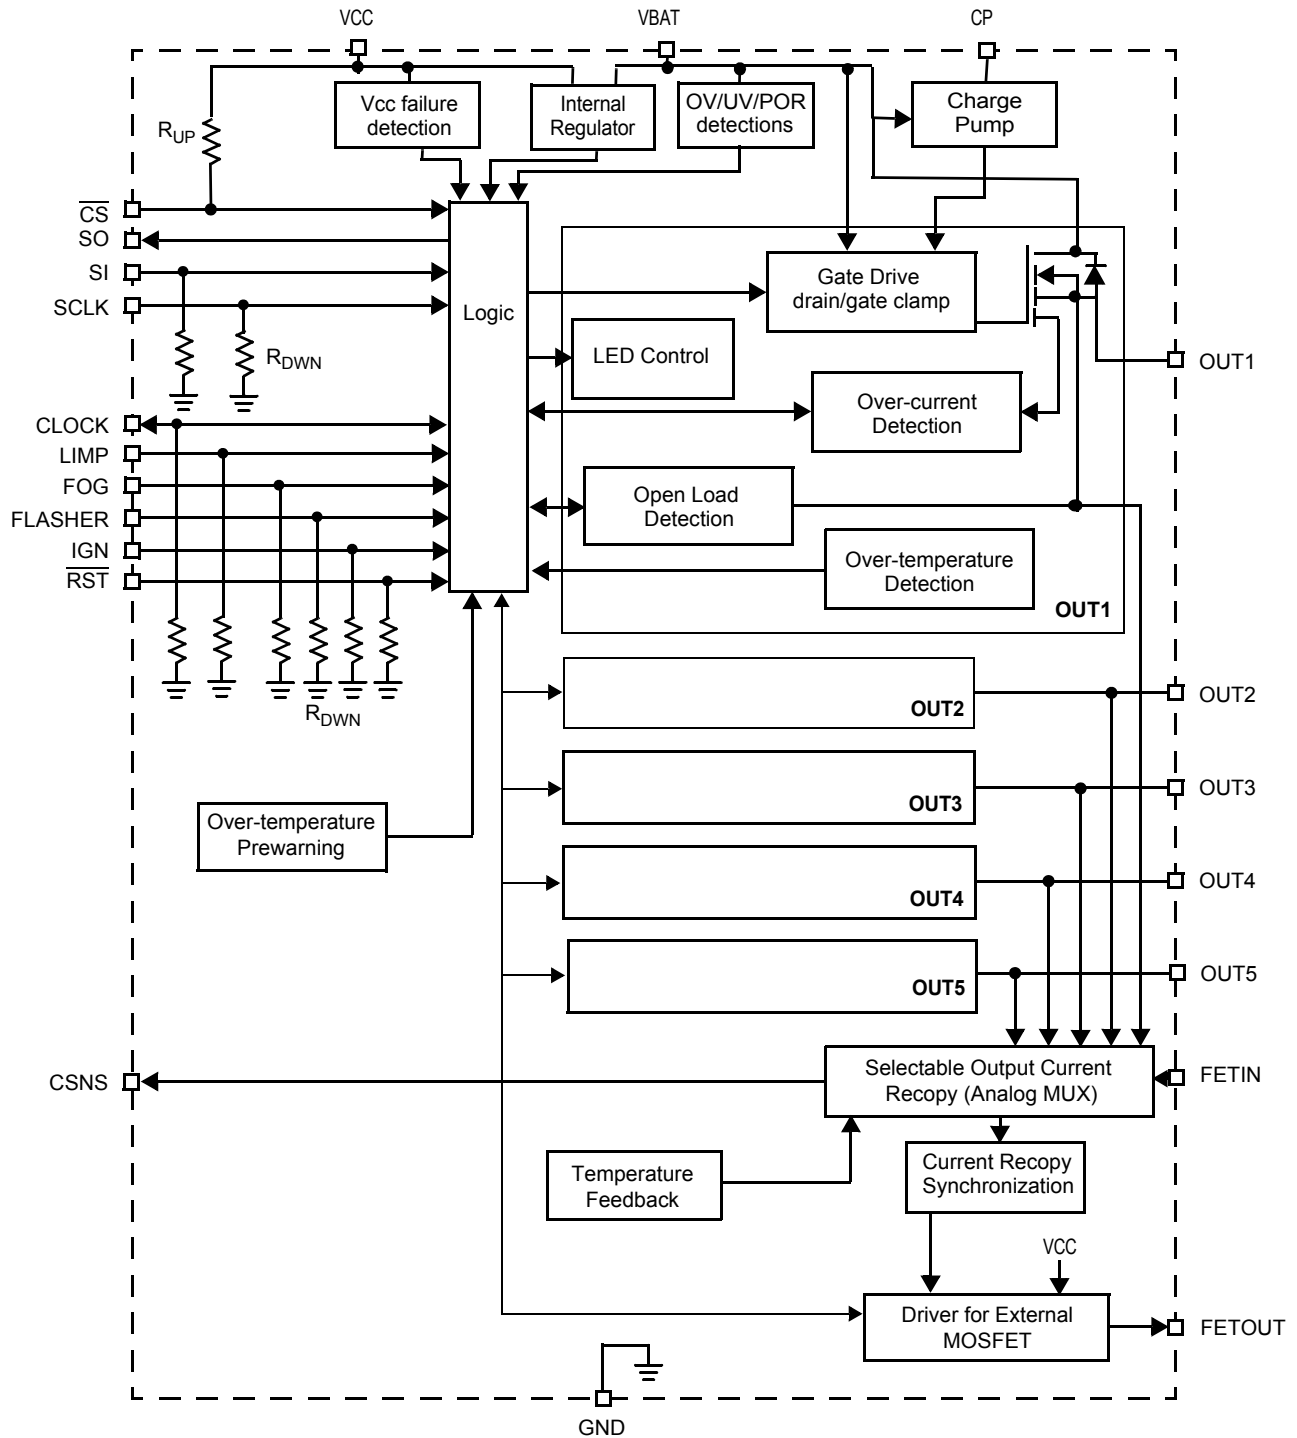 VCC
VBAT
CP
Vcc failure
detection
Internal
Regulator
OV/UV/POR
detections
Charge
Pump
RUP
CS
SO
SI
SCLK
RDWN
Logic
Gate Drive
drain/gate clamp
LED Control
OUT1
Over-current
Detection
CLOCK
LIMP
FOG
FLASHER
IGN
RST
Open Load
Detection
Over-temperature
Detection
OUT1
RDWN
OUT2
OUT2
OUT3
OUT3
Over-temperature
Prewarning
OUT4
OUT4
OUT5
OUT5
CSNS
Selectable Output Current
Recopy (Analog MUX)
FETIN
Temperature
Feedback
Current Recopy
Synchronization
VCC
Driver for External
MOSFET
FETOUT
GND